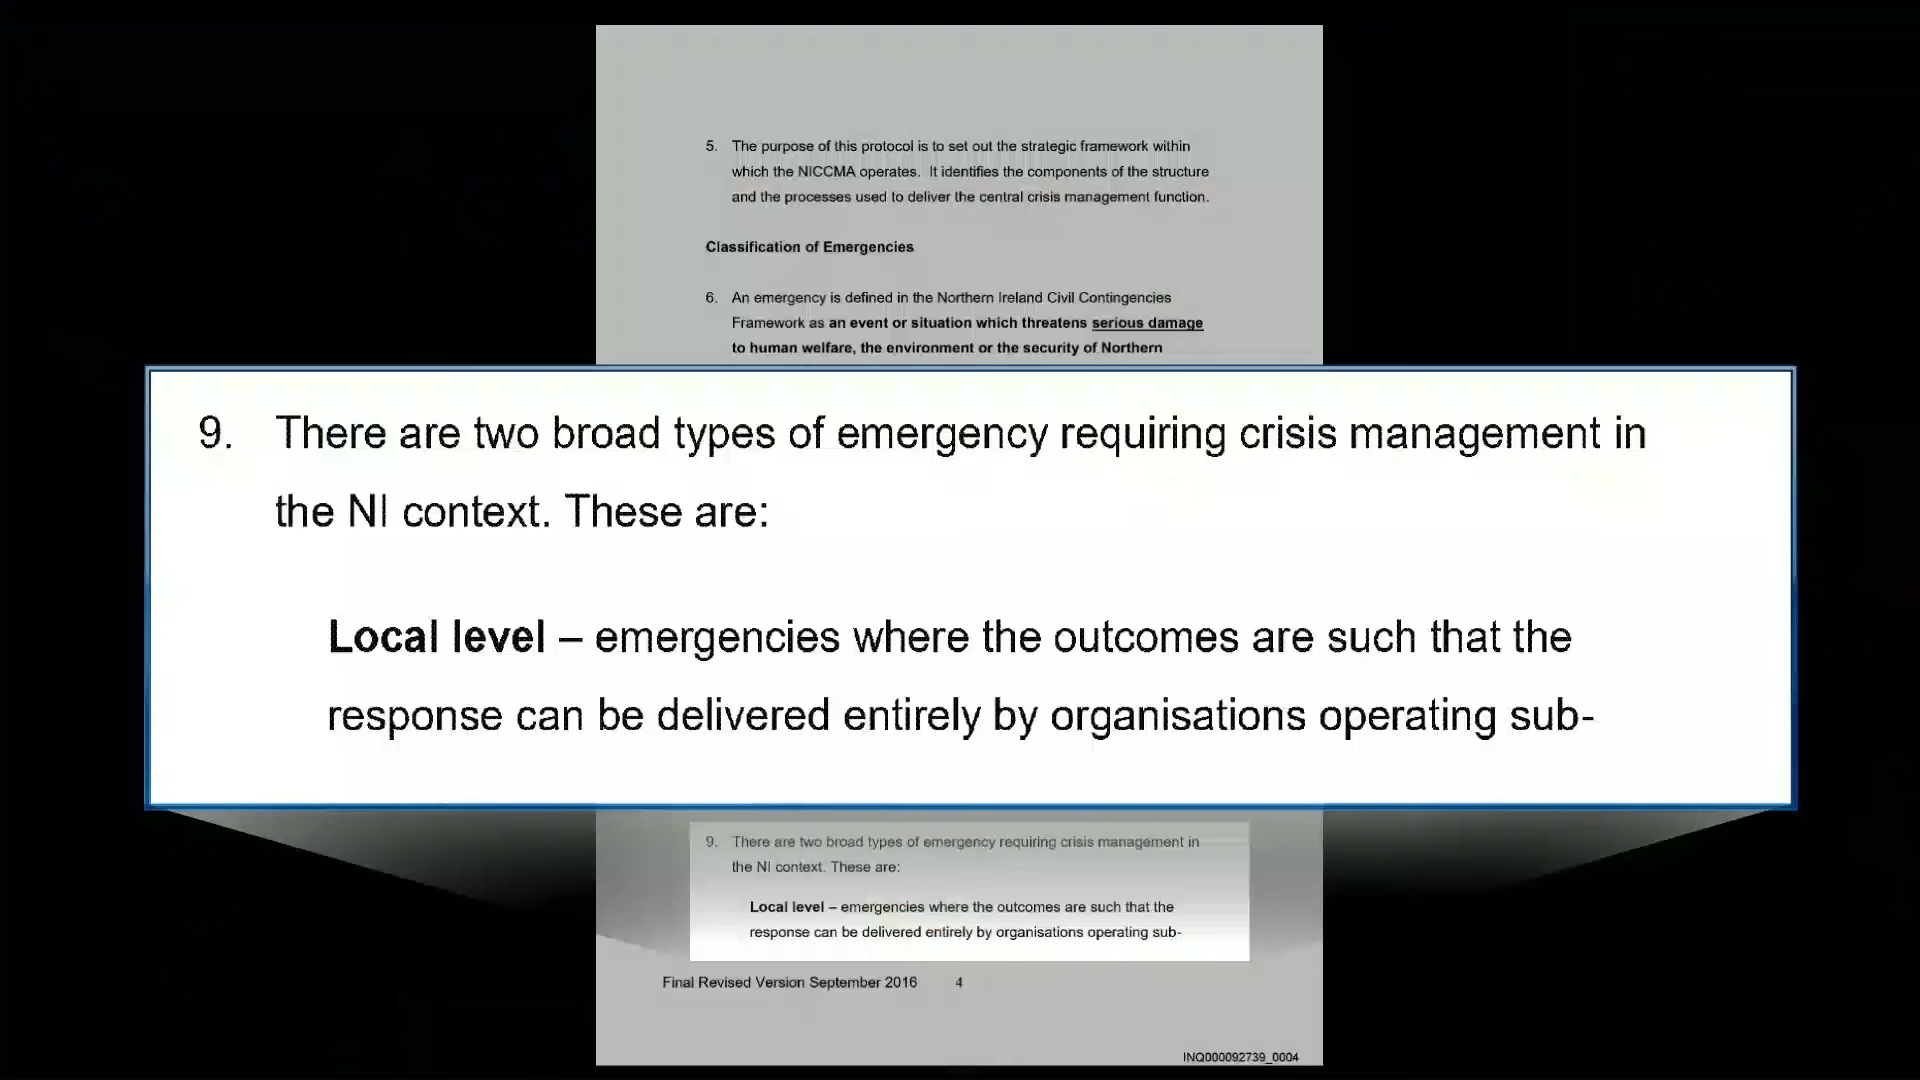 5. The purpose of this protocol is to set out the strategic framework within
which the NICCMA operates. It identifies the components of the structure
and the processes used to deliver the central crisis management function.
Classification of Emergencies
6. An emergency is defined in the Northern Ireland Civil Contingencies
Framework as an event or situation which threatens serious damage
to human welfare, the environment or the security of Northern
9. There are two broad types of emergency requiring crisis management in
the NI context. These are:
Local level – emergencies where the outcomes are such that the
response can be delivered entirely by organisations operating sub-
9. There are two broad types of emergency requiring crisis management in
the NI context. These are:
Local level – emergencies where the outcomes are such that the
response can be delivered entirely by organisations operating sub-
Final Revised Version September 2016 4
INQ000092739_0004